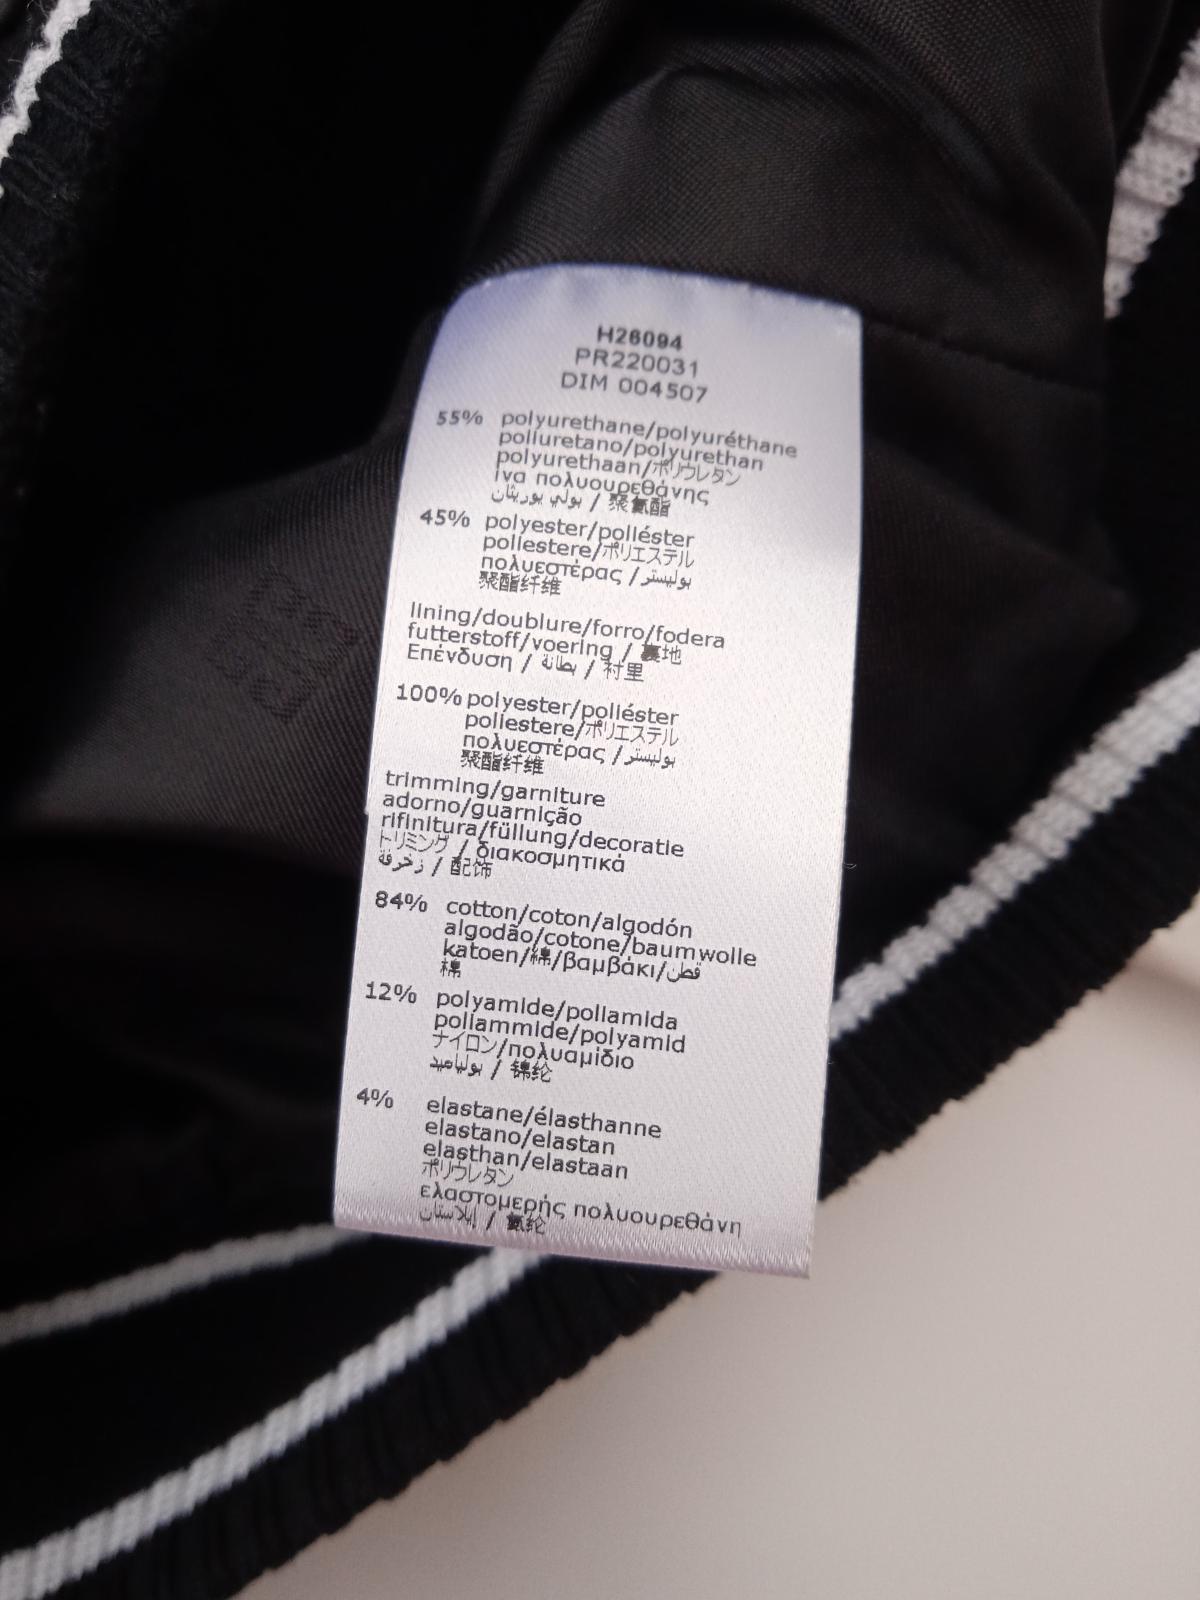 H26094
PR220031
DIM 004507
55% polyurethane/polyuréthane
poliuretano/polyurethan
polyurethaan/ポリウレタン
ίνα πολυουρεθάνης
بولي يوريثان / 聚氨酯
45% polyester/poliéster
poliestere/ポリエステル
πολυεστέρας / بوليستر
聚酯纤维
lining/doublure/forro/fodera
futterstoff/voering / 裏地
Επένδυση / بطانة / 衬里
100% polyester/poliéster
poliestere/ポリエステル
πολυεστέρας / بوليستر
聚酯纤维
trimming/garniture
adorno/guarnição
rifinitura/füllung/decoratie
トリミング / διακοσμητικά
زخرفة / 配饰
84% cotton/coton/algodón
algodão/cotone/baumwolle
katoen/綿/βαμβάκι/قطن
棉
12% polyamide/poliamida
poliammide/polyamid
ナイロン/πολυαμίδιο
بولياميد / 锦纶
4% elastane/élasthanne
elastano/elastan
elasthan/elastaan
ポリウレタン
ελαστομερής πολυουρεθάνη
إيلاستان / 氨纶